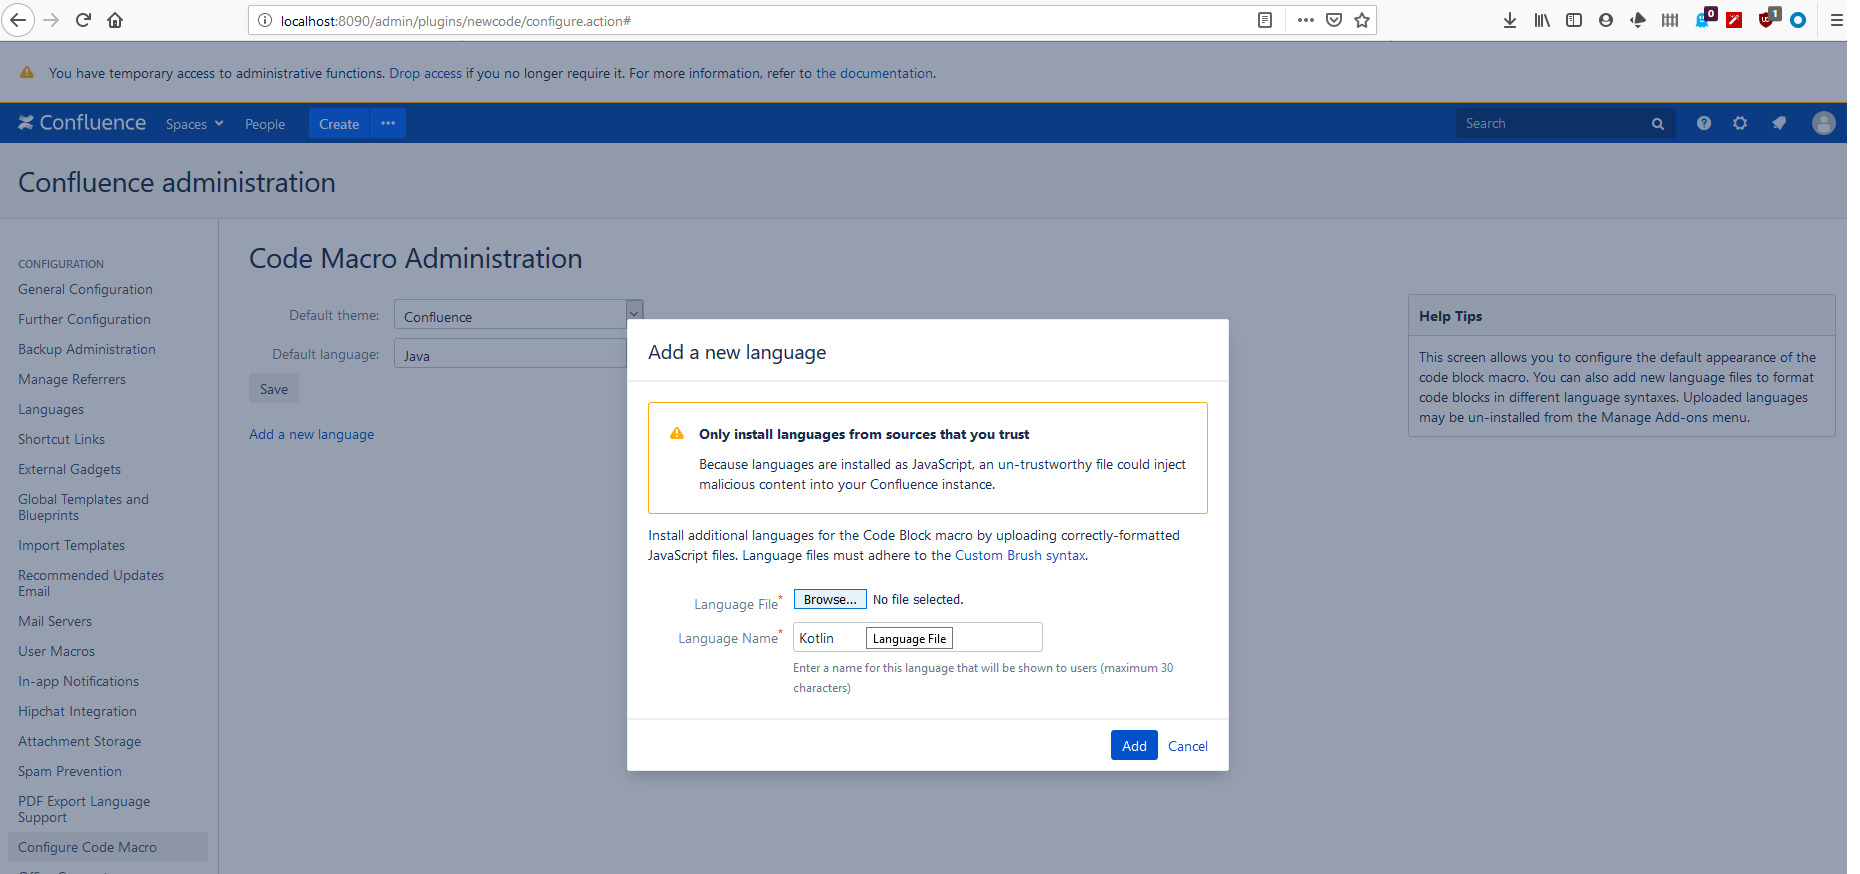 localhost:8090/admin/plugins/newcode/configure.action#
0
1
You have temporary access to administrative functions. Drop access if you no longer require it. For more information, refer to the documentation.
Confluence Spaces People Create ••• Search
Confluence administration
CONFIGURATION
General Configuration
Further Configuration
Backup Administration
Manage Referrers
Languages
Shortcut Links
External Gadgets
Global Templates and
Blueprints
Import Templates
Recommended Updates
Email
Mail Servers
User Macros
In-app Notifications
Hipchat Integration
Attachment Storage
Spam Prevention
PDF Export Language
Support
Configure Code Macro
Code Macro Administration
Default theme: Confluence
Default language: Java
Save
Add a new language
Add a new language
Only install languages from sources that you trust
Because languages are installed as JavaScript, an un-trustworthy file could inject
malicious content into your Confluence instance.
Install additional languages for the Code Block macro by uploading correctly-formatted
JavaScript files. Language files must adhere to the Custom Brush syntax.
Language File* Browse... No file selected.
Language Name* Kotlin Language File
Enter a name for this language that will be shown to users (maximum 30
characters)
Add Cancel
Help Tips
This screen allows you to configure the default appearance of the
code block macro. You can also add new language files to format
code blocks in different language syntaxes. Uploaded languages
may be un-installed from the Manage Add-ons menu.